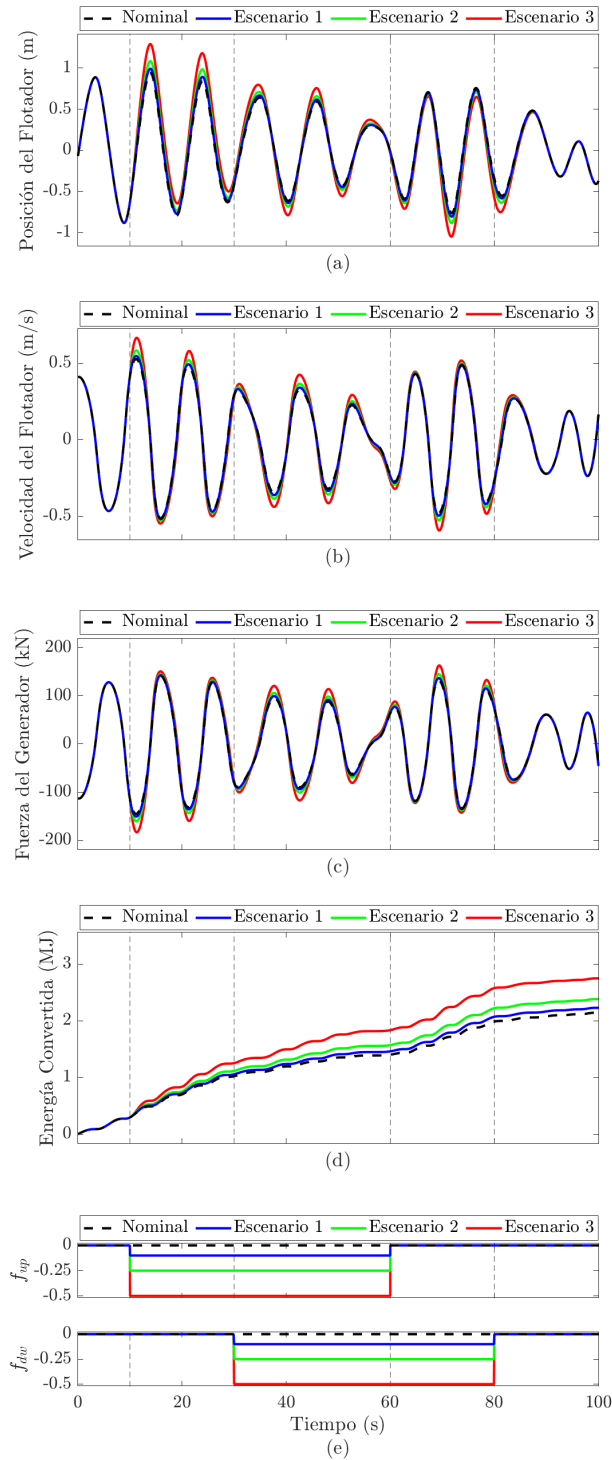 Nominal Escenario 1 Escenario 2 Escenario 3
Posición del Flotador (m)
1
0.5
0
-0.5
-1
(a)
Nominal Escenario 1 Escenario 2 Escenario 3
Velocidad del Flotador (m/s)
0.5
0
-0.5
(b)
Nominal Escenario 1 Escenario 2 Escenario 3
Fuerza del Generador (kN)
200
100
0
-100
-200
(c)
Nominal Escenario 1 Escenario 2 Escenario 3
Energía Convertida (MJ)
3
2
1
0
(d)
Nominal Escenario 1 Escenario 2 Escenario 3
f_up
0
-0.25
-0.5
f_dw
0
-0.25
-0.5
0 20 40 60 80 100
Tiempo (s)
(e)